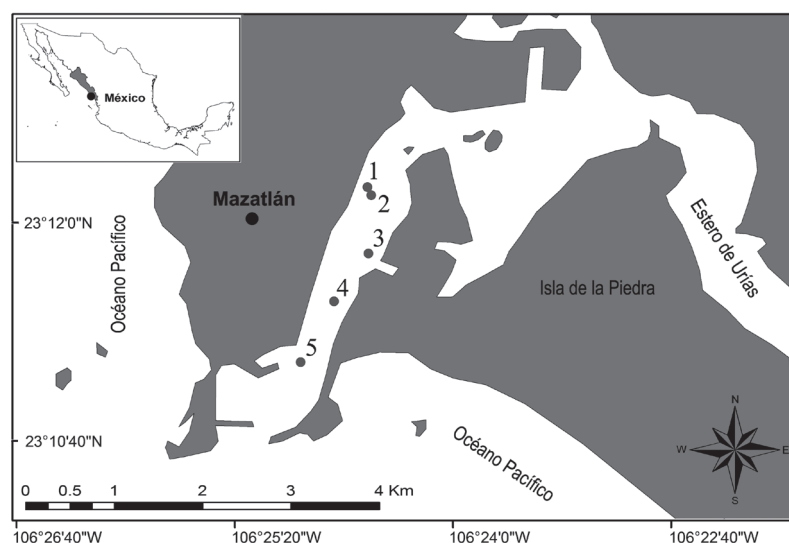 México
1
Mazatlán
2
23°12'0"N
3
Océano Pacífico
Estero de Urías
4
Isla de la Piedra
5
N
W
E
S
23°10'40"N
Océano Pacífico
0 0.5 1 2 3 4 Km
106°26'40"W 106°25'20"W 106°24'0"W 106°22'40"W